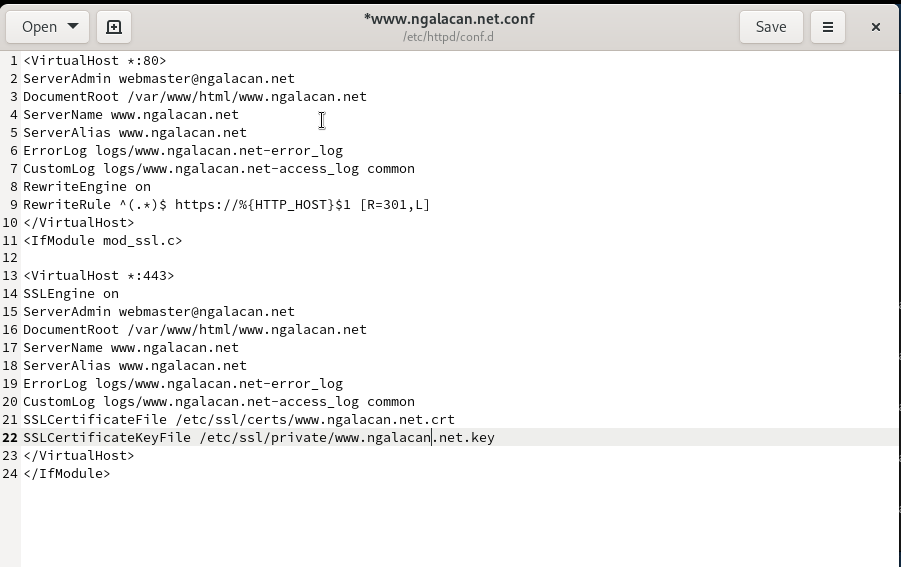 Open
*www.ngalacan.net.conf
/etc/httpd/conf.d
Save
1 <VirtualHost *:80>
2 ServerAdmin webmaster@ngalacan.net
3 DocumentRoot /var/www/html/www.ngalacan.net
4 ServerName www.ngalacan.net
5 ServerAlias www.ngalacan.net
6 ErrorLog logs/www.ngalacan.net-error_log
7 CustomLog logs/www.ngalacan.net-access_log common
8 RewriteEngine on
9 RewriteRule ^(.*)$ https://%{HTTP_HOST}$1 [R=301,L]
10 </VirtualHost>
11 <IfModule mod_ssl.c>
12
13 <VirtualHost *:443>
14 SSLEngine on
15 ServerAdmin webmaster@ngalacan.net
16 DocumentRoot /var/www/html/www.ngalacan.net
17 ServerName www.ngalacan.net
18 ServerAlias www.ngalacan.net
19 ErrorLog logs/www.ngalacan.net-error_log
20 CustomLog logs/www.ngalacan.net-access_log common
21 SSLCertificateFile /etc/ssl/certs/www.ngalacan.net.crt
22 SSLCertificateKeyFile /etc/ssl/private/www.ngalacan.net.key
23 </VirtualHost>
24 </IfModule>